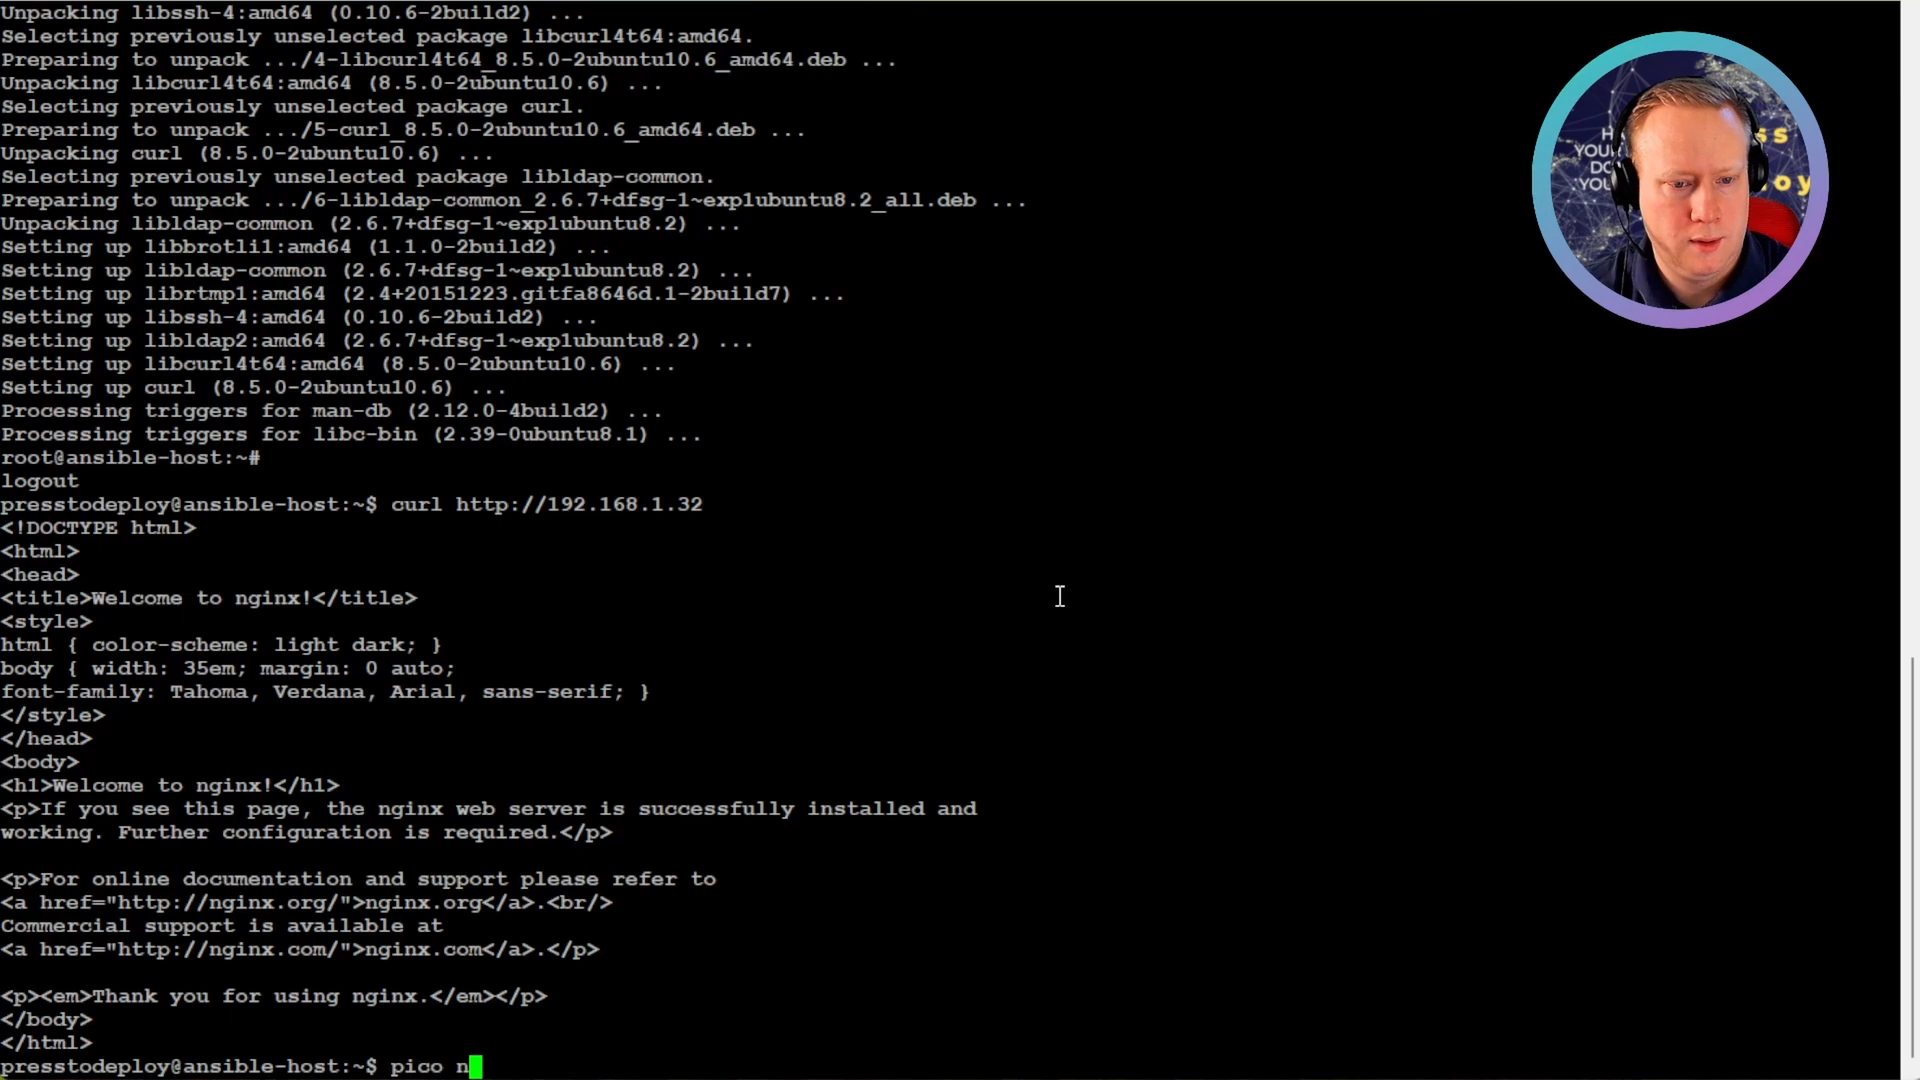 Unpacking libssh-4:amd64 (0.10.6-2build2) ...
Selecting previously unselected package libcurl4t64:amd64.
Preparing to unpack .../4-libcurl4t64_8.5.0-2ubuntu10.6_amd64.deb ...
Unpacking libcurl4t64:amd64 (8.5.0-2ubuntu10.6) ...
Selecting previously unselected package curl.
Preparing to unpack .../5-curl_8.5.0-2ubuntu10.6_amd64.deb ...
Unpacking curl (8.5.0-2ubuntu10.6) ...
Selecting previously unselected package libldap-common.
Preparing to unpack .../6-libldap-common_2.6.7+dfsg-1~exp1ubuntu8.2_all.deb ...
Unpacking libldap-common (2.6.7+dfsg-1~exp1ubuntu8.2) ...
Setting up libbrotli1:amd64 (1.1.0-2build2) ...
Setting up libldap-common (2.6.7+dfsg-1~exp1ubuntu8.2) ...
Setting up librtmp1:amd64 (2.4+20151223.gitfa8646d.1-2build7) ...
Setting up libssh-4:amd64 (0.10.6-2build2) ...
Setting up libldap2:amd64 (2.6.7+dfsg-1~exp1ubuntu8.2) ...
Setting up libcurl4t64:amd64 (8.5.0-2ubuntu10.6) ...
Setting up curl (8.5.0-2ubuntu10.6) ...
Processing triggers for man-db (2.12.0-4build2) ...
Processing triggers for libc-bin (2.39-0ubuntu8.1) ...
root@ansible-host:~#
logout
presstodeploy@ansible-host:~$ curl http://192.168.1.32
<!DOCTYPE html>
<html>
<head>
<title>Welcome to nginx!</title>
<style>
html { color-scheme: light dark; }
body { width: 35em; margin: 0 auto;
font-family: Tahoma, Verdana, Arial, sans-serif; }
</style>
</head>
<body>
<h1>Welcome to nginx!</h1>
<p>If you see this page, the nginx web server is successfully installed and
working. Further configuration is required.</p>
<p>For online documentation and support please refer to
<a href="http://nginx.org/">nginx.org</a>.<br/>
Commercial support is available at
<a href="http://nginx.com/">nginx.com</a>.</p>
<p><em>Thank you for using nginx.</em></p>
</body>
</html>
presstodeploy@ansible-host:~$ pico n